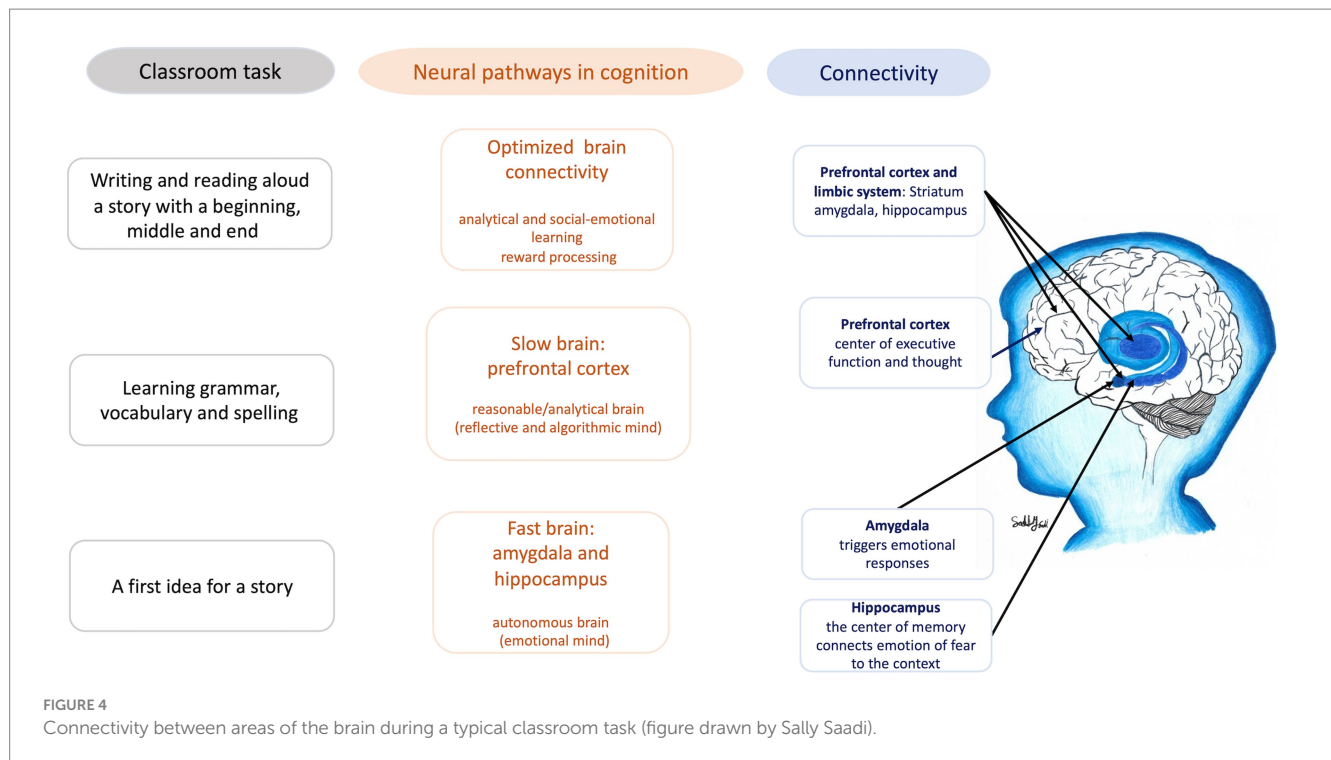 Classroom task
Neural pathways in cognition
Connectivity
Writing and reading aloud
a story with a beginning,
middle and end
Optimized brain
connectivity
analytical and social-emotional
learning
reward processing
Prefrontal cortex and
limbic system: Striatum
amygdala, hippocampus
Learning grammar,
vocabulary and spelling
Slow brain:
prefrontal cortex
reasonable/analytical brain
(reflective and algorithmic mind)
Prefrontal cortex
center of executive
function and thought
A first idea for a story
Fast brain:
amygdala and
hippocampus
autonomous brain
(emotional mind)
Amygdala
triggers emotional
responses
Hippocampus
the center of memory
connects emotion of fear
to the context
FIGURE 4
Connectivity between areas of the brain during a typical classroom task (figure drawn by Sally Saadi).